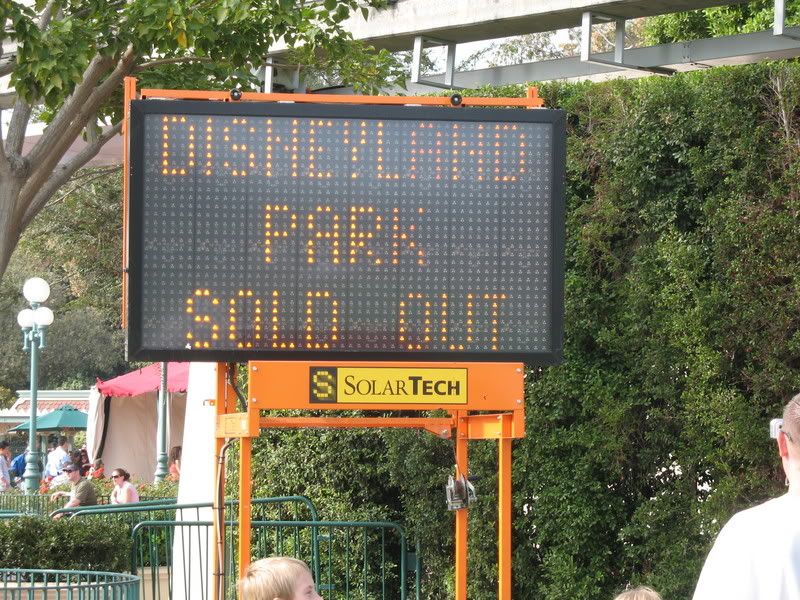 DISNEYLAND
PARK
SOLD OUT
S SOLARTECH